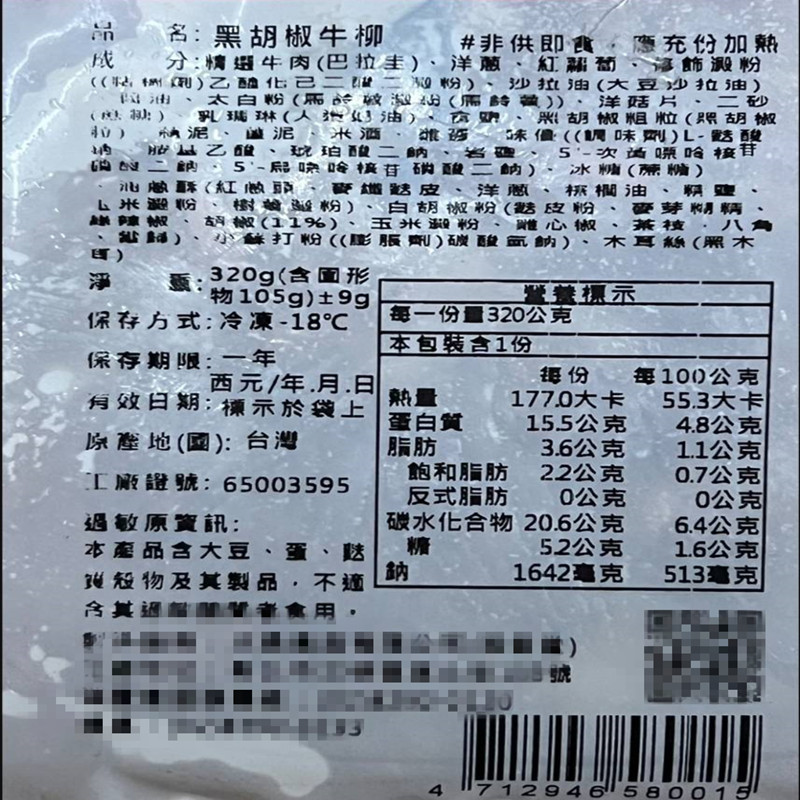 品 名: 黑胡椒牛柳 #非供即食，應充份加熱
成 分:精選牛肉(巴拉圭)、洋蔥、紅蘿蔔、修飾澱粉
((黏稠劑)乙醯化己二酸二澱粉)、沙拉油(大豆沙拉油)
、太白粉(馬鈴薯澱粉(馬鈴薯))、洋菇片、二砂
(蔗糖)、乳瑪琳(人造奶油)、食鹽、黑胡椒粗粒(黑胡椒
粒)、蒜泥、薑泥、米酒、雞粉、味精((調味劑)L-麩酸
鈉、胺基乙酸、琥珀酸二鈉、岩鹽、5'-次黃嘌呤核苷
磷酸二鈉、5'-鳥嘌呤核苷磷酸二鈉)、冰糖(蔗糖)
、油蔥酥(紅蔥頭、麥纖麩皮、洋蔥、棕櫚油、精鹽、
玉米澱粉、樹薯澱粉)、白胡椒粉(麩皮粉、麥芽糊精、
辣椒、胡椒(11%)、玉米澱粉、離心椒、茶枝、八角
、)、小蘇打粉((膨脹劑)碳酸氫鈉)、木耳絲(黑木
耳)
淨 重: 320g(含固形
物105g)±9g
保存方式:冷凍-18℃
保存期限:一年
有效日期: 西元/年.月.日
標示於袋上
原產地(國): 台灣
工廠證號: 65003595
過敏原資訊:
本產品含大豆、蛋、麩
質穀物及其製品，不適
合其過敏體質者食用。
營養標示
每一份量320公克
本包裝含1份
每份 每100公克
熱量 177.0大卡 55.3大卡
蛋白質 15.5公克 4.8公克
脂肪 3.6公克 1.1公克
飽和脂肪 2.2公克 0.7公克
反式脂肪 0公克 0公克
碳水化合物 20.6公克 6.4公克
糖 5.2公克 1.6公克
鈉 1642毫克 513毫克
號
4 712946 580015